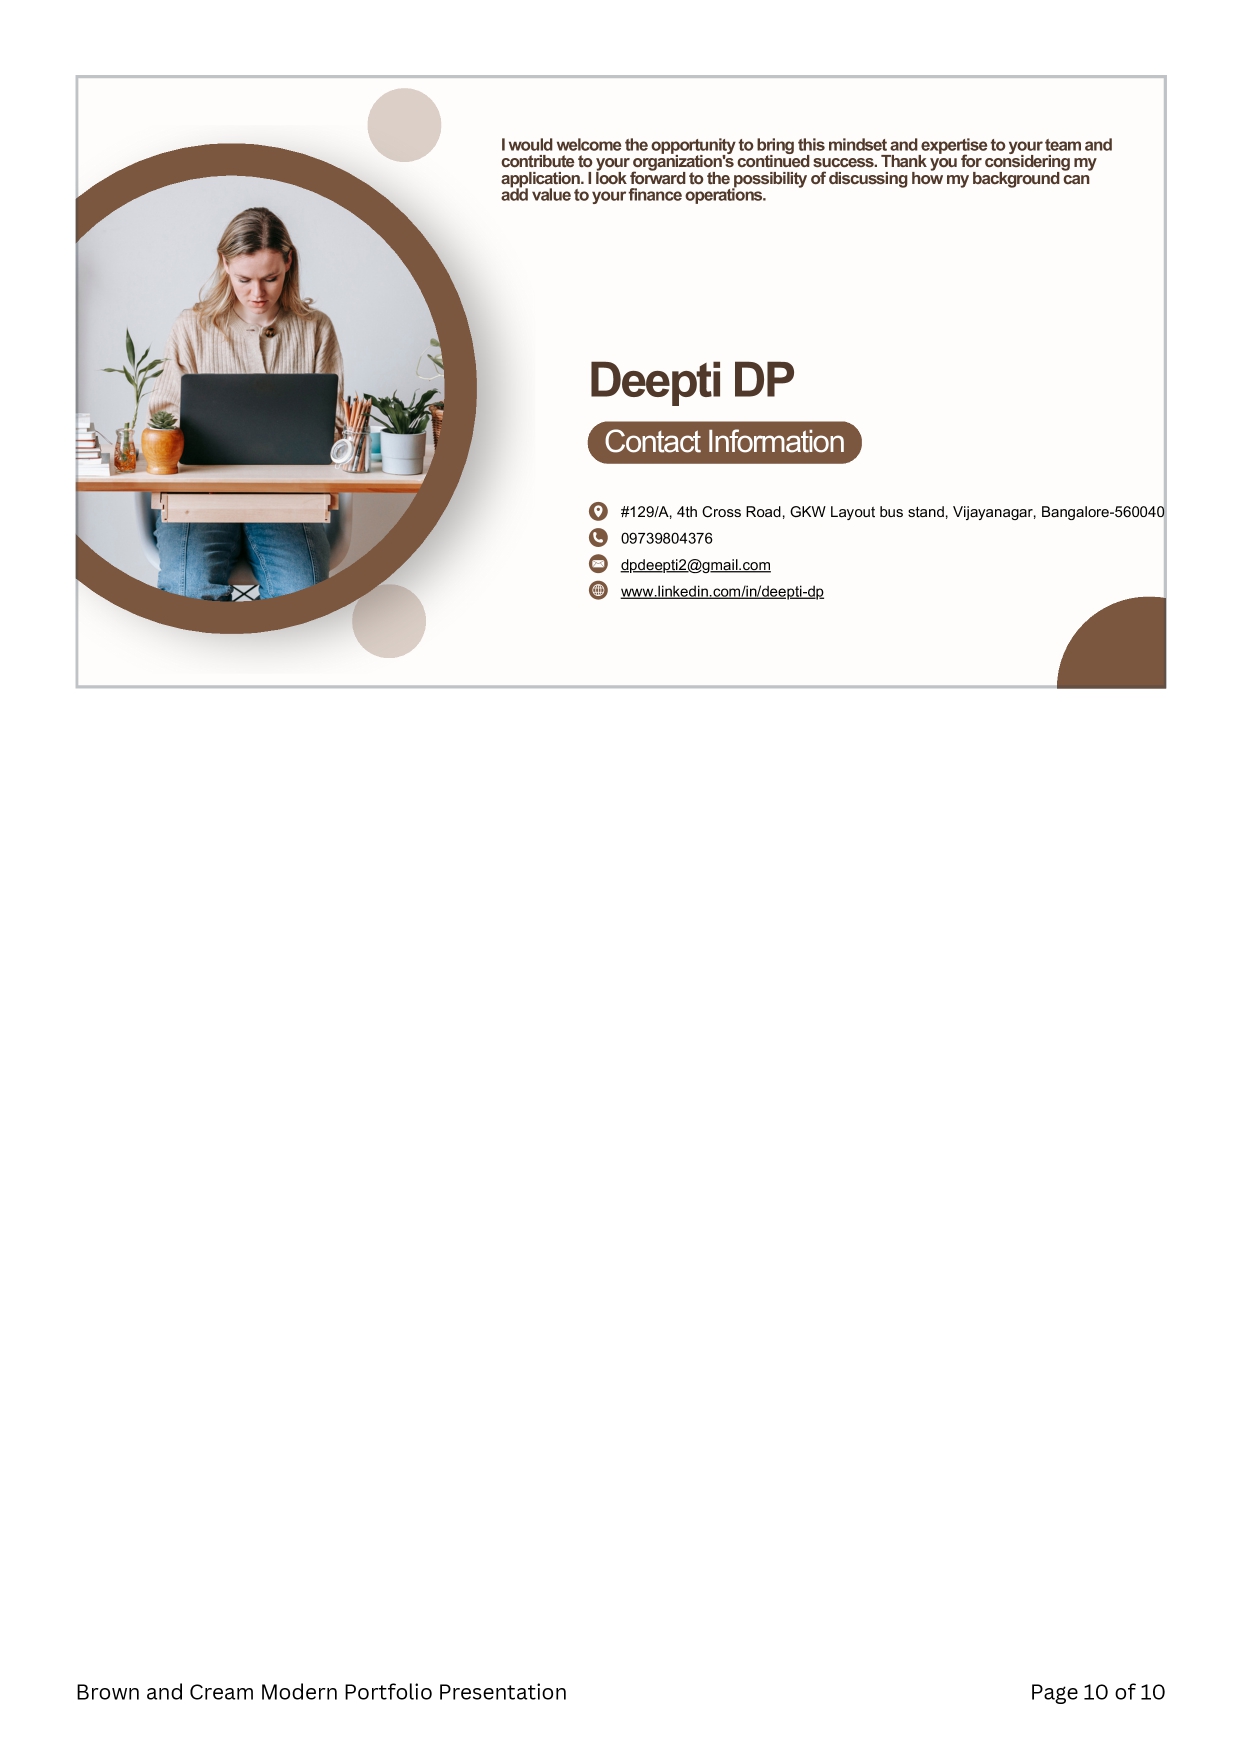 I would welcome the opportunity to bring this mindset and expertise to your team and
contribute to your organization's continued success. Thank you for considering my
application. I look forward to the possibility of discussing how my background can
add value to your finance operations.
Deepti DP
Contact Information
#129/A, 4th Cross Road, GKW Layout bus stand, Vijayanagar, Bangalore-560040
09739804376
dpdeepti2@gmail.com
www.linkedin.com/in/deepti-dp
Brown and Cream Modern Portfolio Presentation
Page 10 of 10